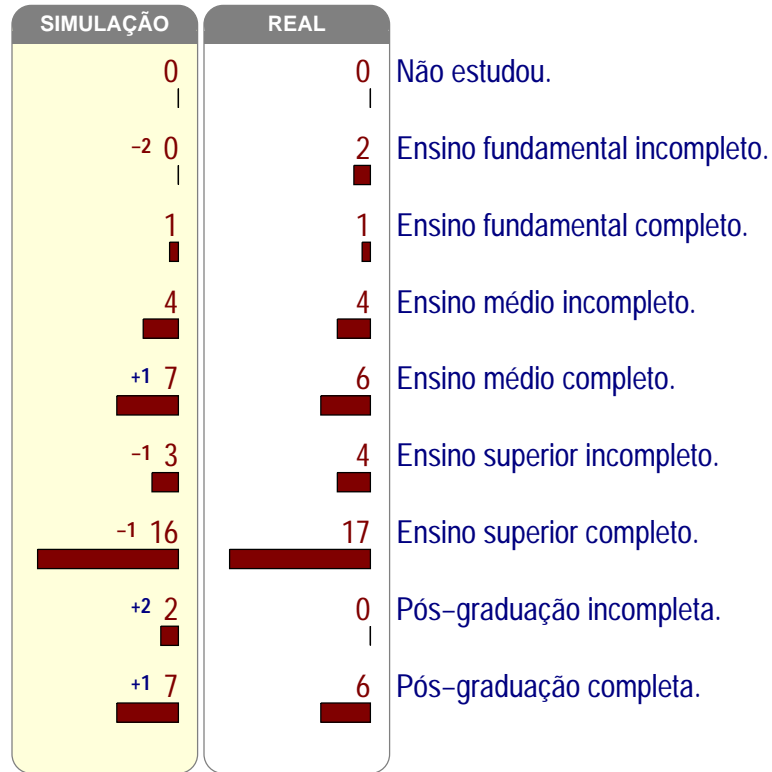 SIMULAÇÃO REAL
0 0 Não estudou.
−2 0 2 Ensino fundamental incompleto.
1 1 Ensino fundamental completo.
4 4 Ensino médio incompleto.
+1 7 6 Ensino médio completo.
−1 3 4 Ensino superior incompleto.
−1 16 17 Ensino superior completo.
+2 2 0 Pós−graduação incompleta.
+1 7 6 Pós−graduação completa.